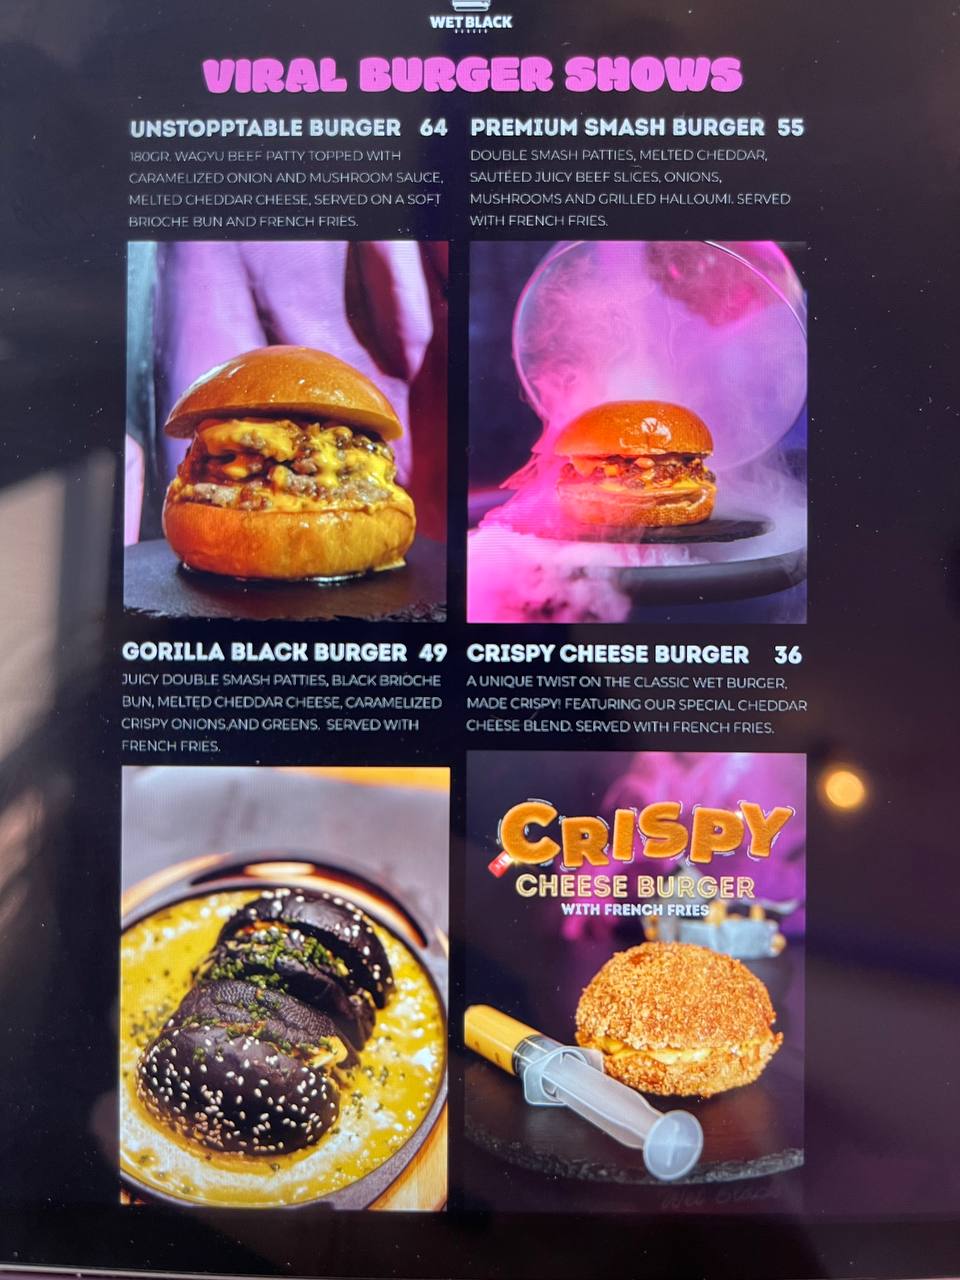 WET BLACK
BURGER
VIRAL BURGER SHOWS
UNSTOPPTABLE BURGER 64
180GR. WAGYU BEEF PATTY TOPPED WITH
CARAMELIZED ONION AND MUSHROOM SAUCE,
MELTED CHEDDAR CHEESE, SERVED ON A SOFT
BRIOCHE BUN AND FRENCH FRIES.
PREMIUM SMASH BURGER 55
DOUBLE SMASH PATTIES, MELTED CHEDDAR,
SAUTÉED JUICY BEEF SLICES, ONIONS,
MUSHROOMS AND GRILLED HALLOUMI. SERVED
WITH FRENCH FRIES.
GORILLA BLACK BURGER 49
JUICY DOUBLE SMASH PATTIES, BLACK BRIOCHE
BUN, MELTED CHEDDAR CHEESE, CARAMELIZED
CRISPY ONIONS,AND GREENS. SERVED WITH
FRENCH FRIES.
CRISPY CHEESE BURGER 36
A UNIQUE TWIST ON THE CLASSIC WET BURGER,
MADE CRISPY! FEATURING OUR SPECIAL CHEDDAR
CHEESE BLEND. SERVED WITH FRENCH FRIES.
CRISPY
CHEESE BURGER
WITH FRENCH FRIES
Wet Black